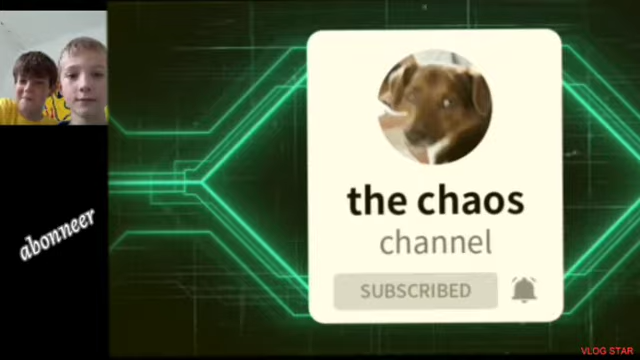 abonneer
the chaos
channel
SUBSCRIBED
VLOG STAR